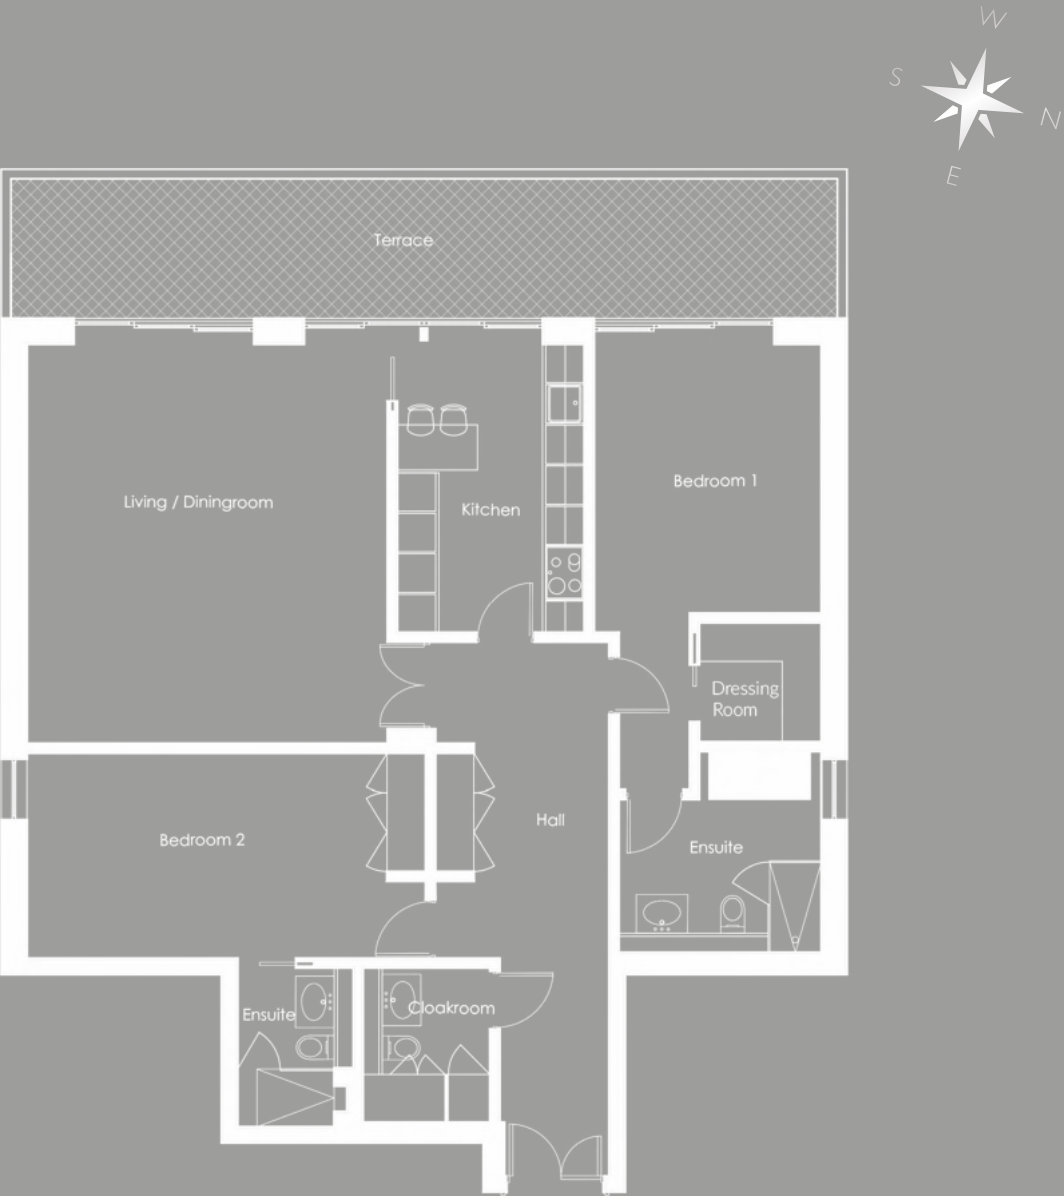 W
S
N
E
Terrace
Bedroom 1
Living / Diningroom
Kitchen
Dressing
Room
Hall
Bedroom 2
Ensuite
Cloakroom
Ensuite